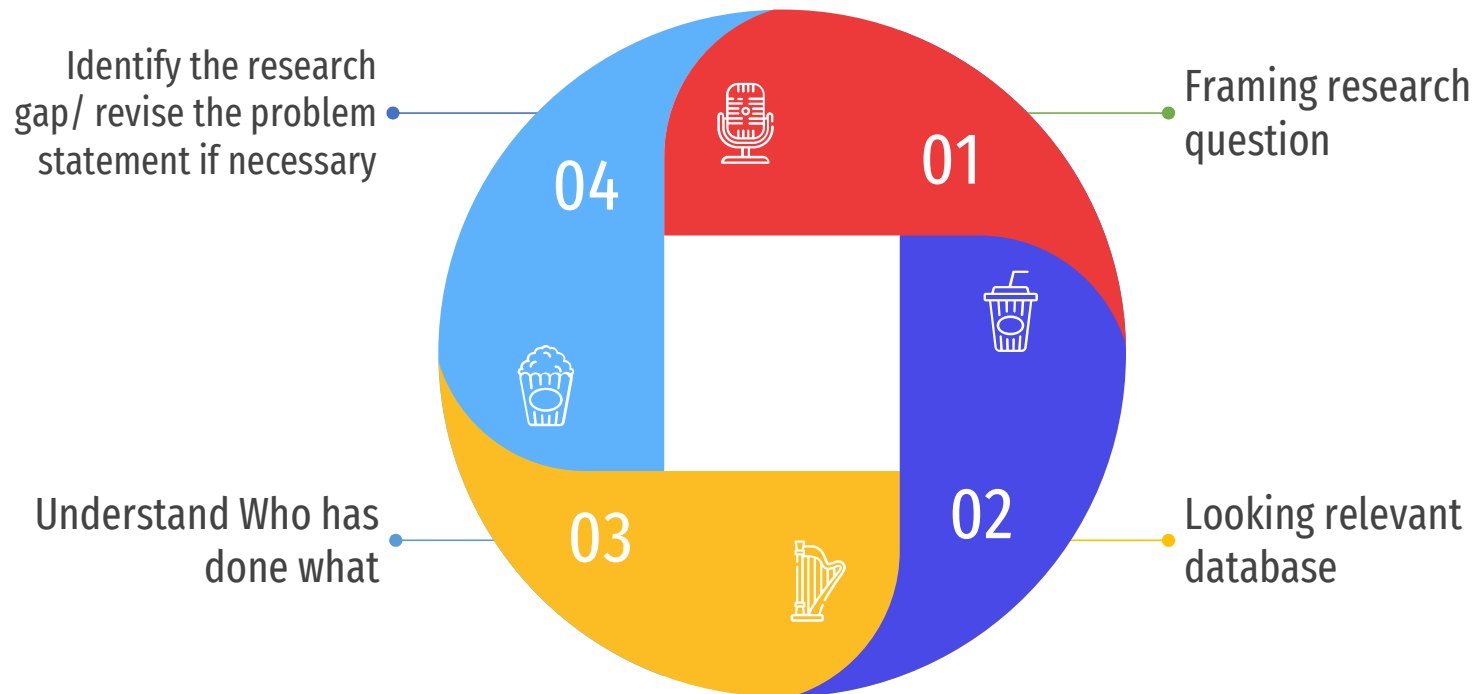 Identify the research
gap/ revise the problem
statement if necessary
04
01
Framing research
question
Understand Who has
done what
03
02
Looking relevant
database